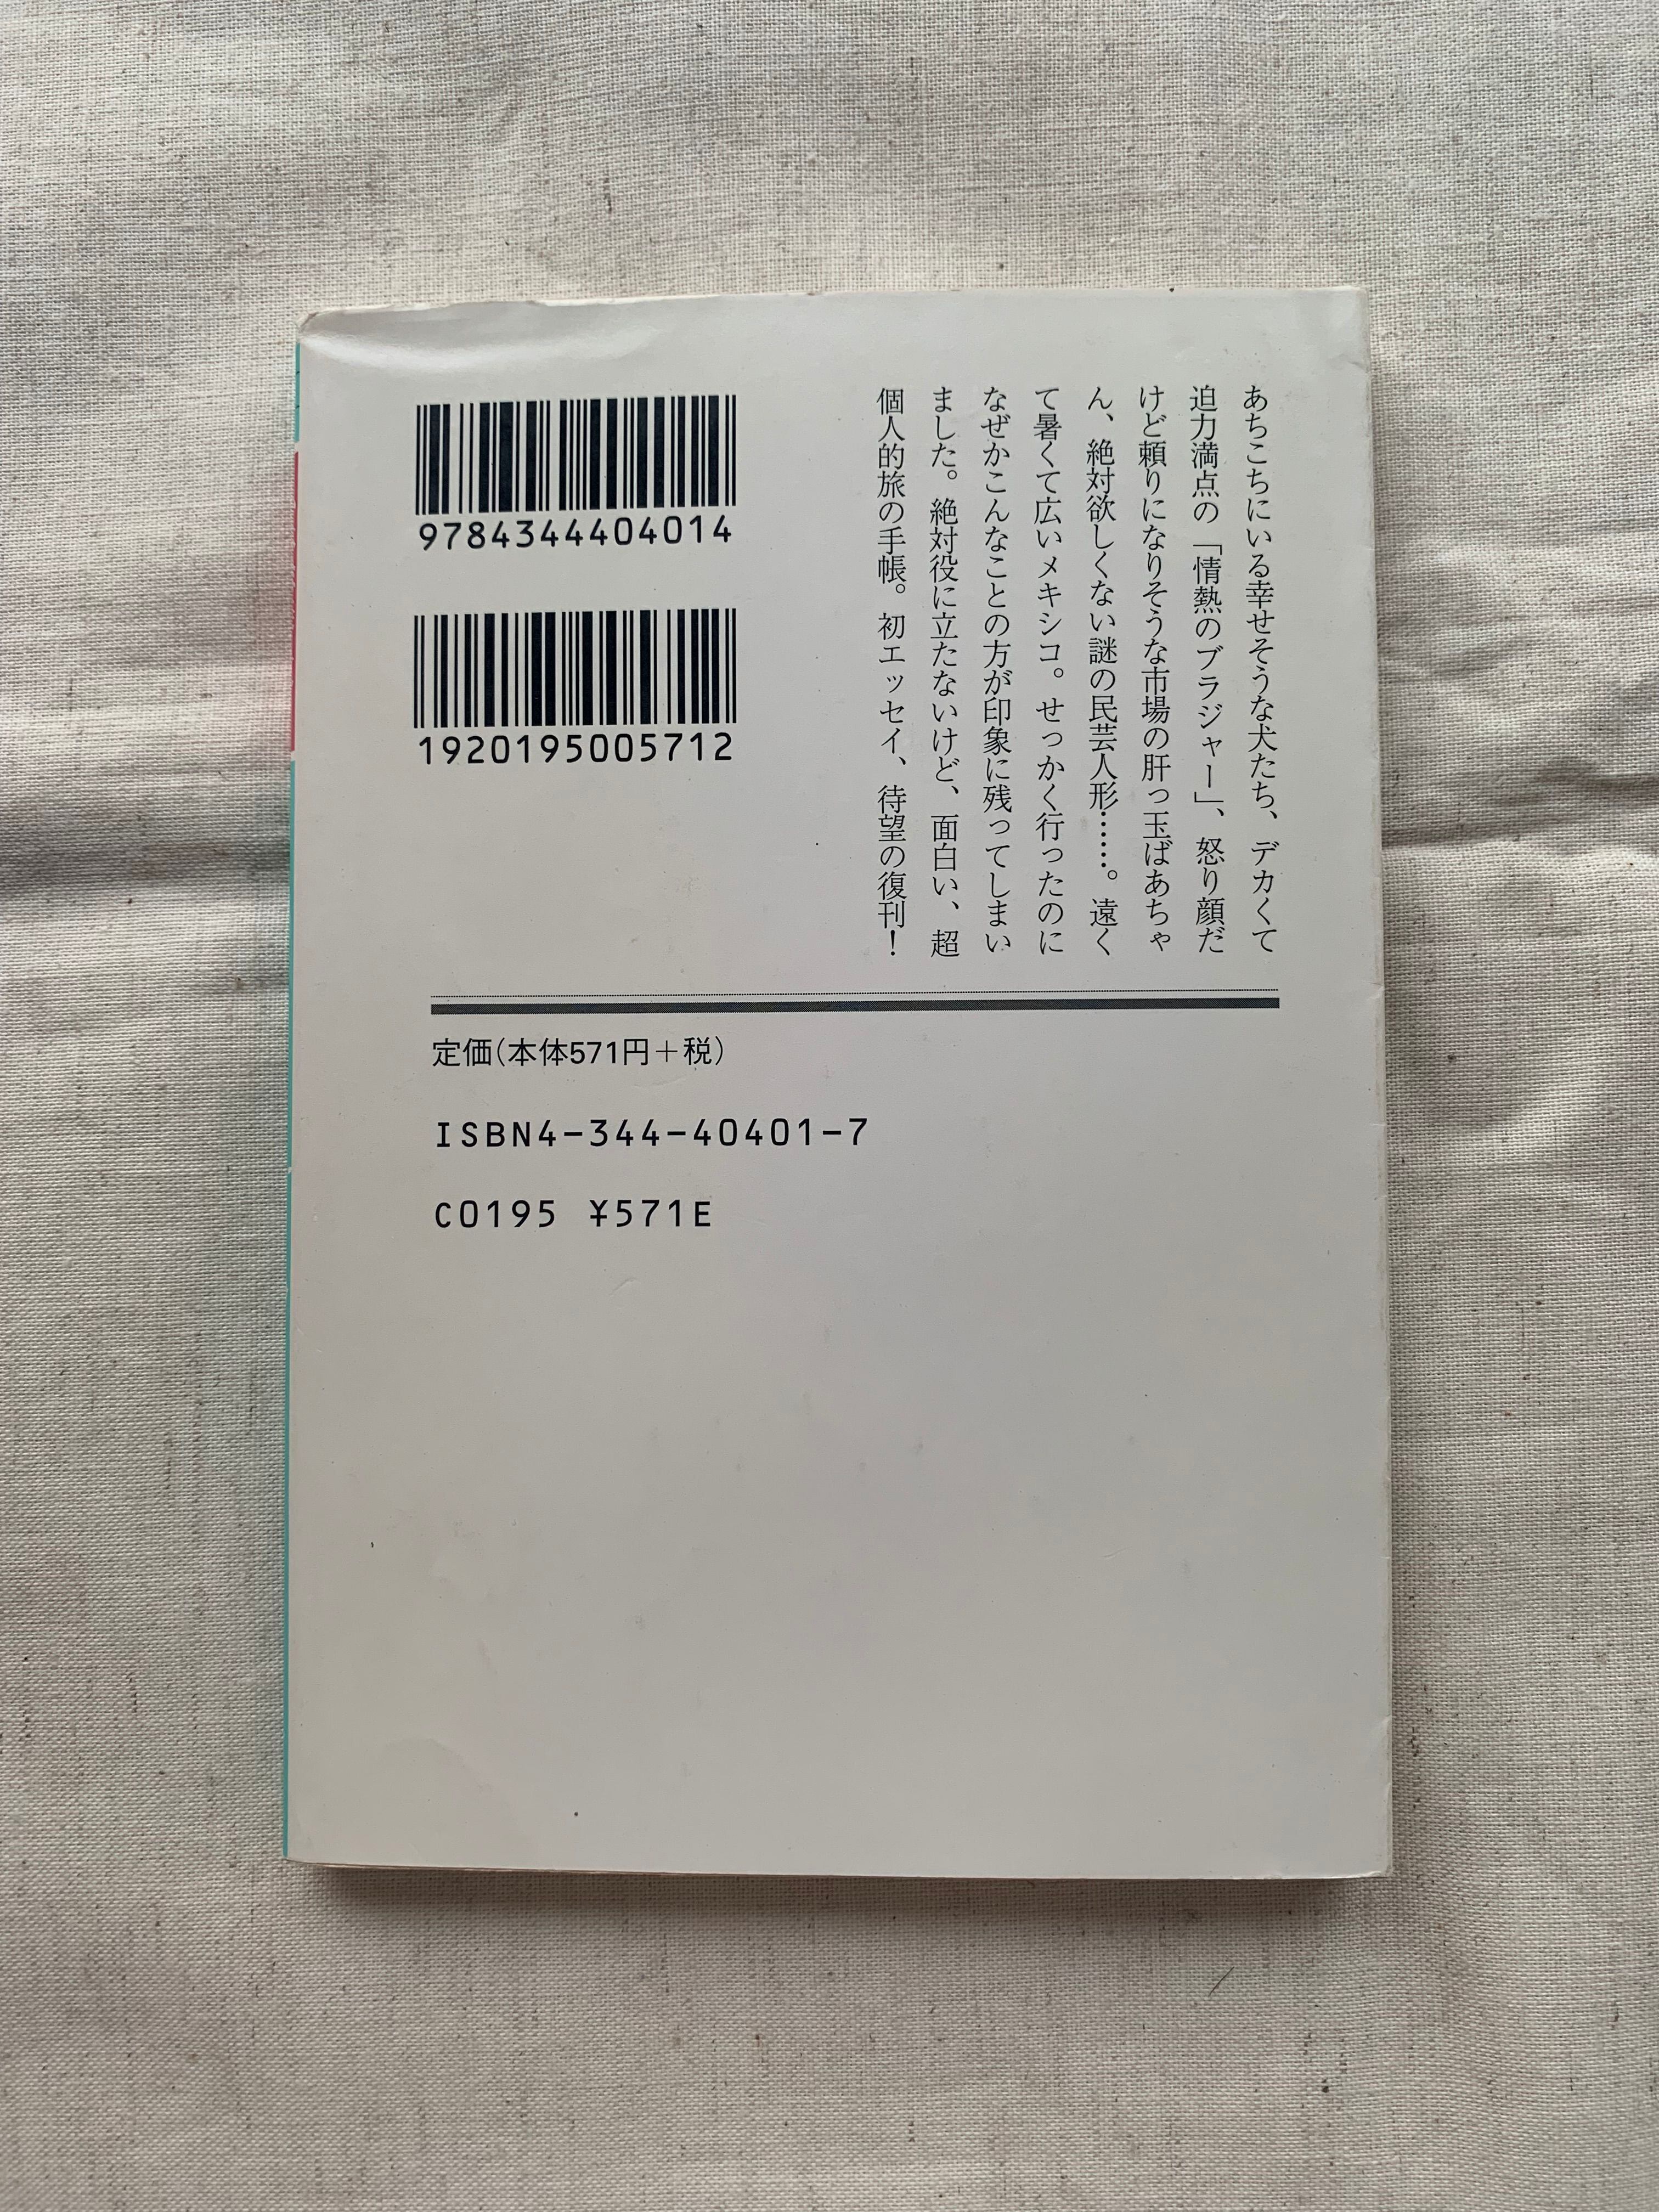 あちこちにいる幸せそうな犬たち、デカくて
迫力満点の「情熱のブラジャー」、怒り顔だ
けど頼りになりそうな市場の肝っ玉ばあちゃ
ん、絶対欲しくない謎の民芸人形……。遠く
て暑くて広いメキシコ。せっかく行ったのに
なぜかこんなことの方が印象に残ってしまい
ました。絶対役に立たないけど、面白い、超
個人的旅の手帳。初エッセイ、待望の復刊！
9784344404014
1920195005712
定価(本体571円＋税)
ISBN4-344-40401-7
C0195 ¥571E